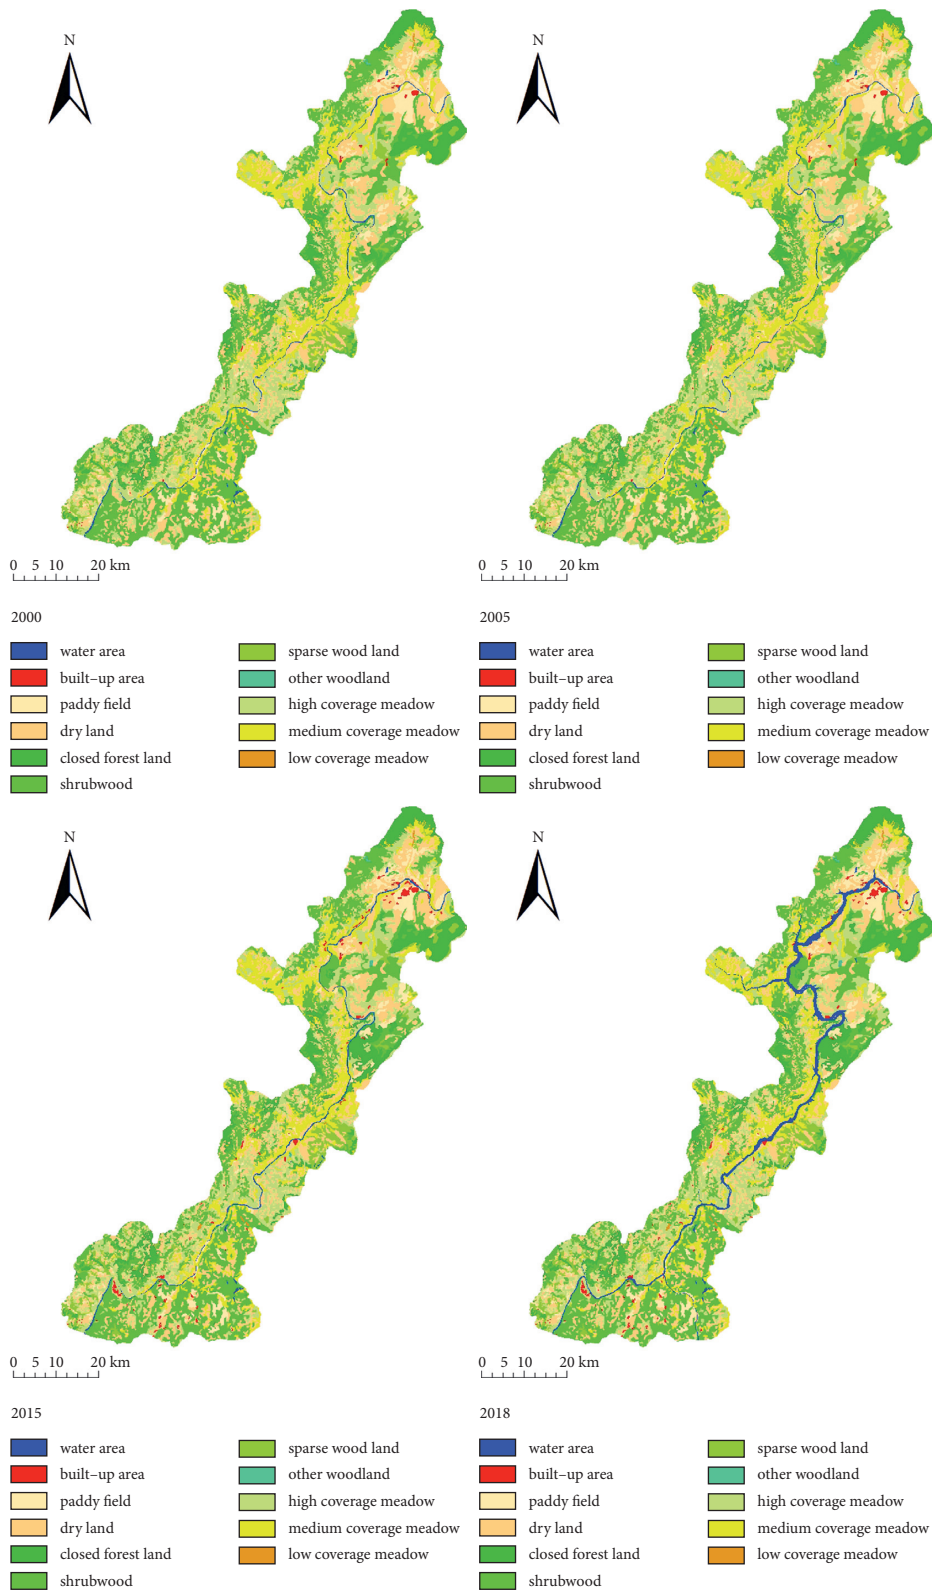 N
N
0 5 10 20 km
0 5 10 20 km
2000
water area
built-up area
paddy field
dry land
closed forest land
shrubwood
sparse wood land
other woodland
high coverage meadow
medium coverage meadow
low coverage meadow
2005
water area
built-up area
paddy field
dry land
closed forest land
shrubwood
sparse wood land
other woodland
high coverage meadow
medium coverage meadow
low coverage meadow
N
N
0 5 10 20 km
0 5 10 20 km
2015
water area
built-up area
paddy field
dry land
closed forest land
shrubwood
sparse wood land
other woodland
high coverage meadow
medium coverage meadow
low coverage meadow
2018
water area
built-up area
paddy field
dry land
closed forest land
shrubwood
sparse wood land
other woodland
high coverage meadow
medium coverage meadow
low coverage meadow